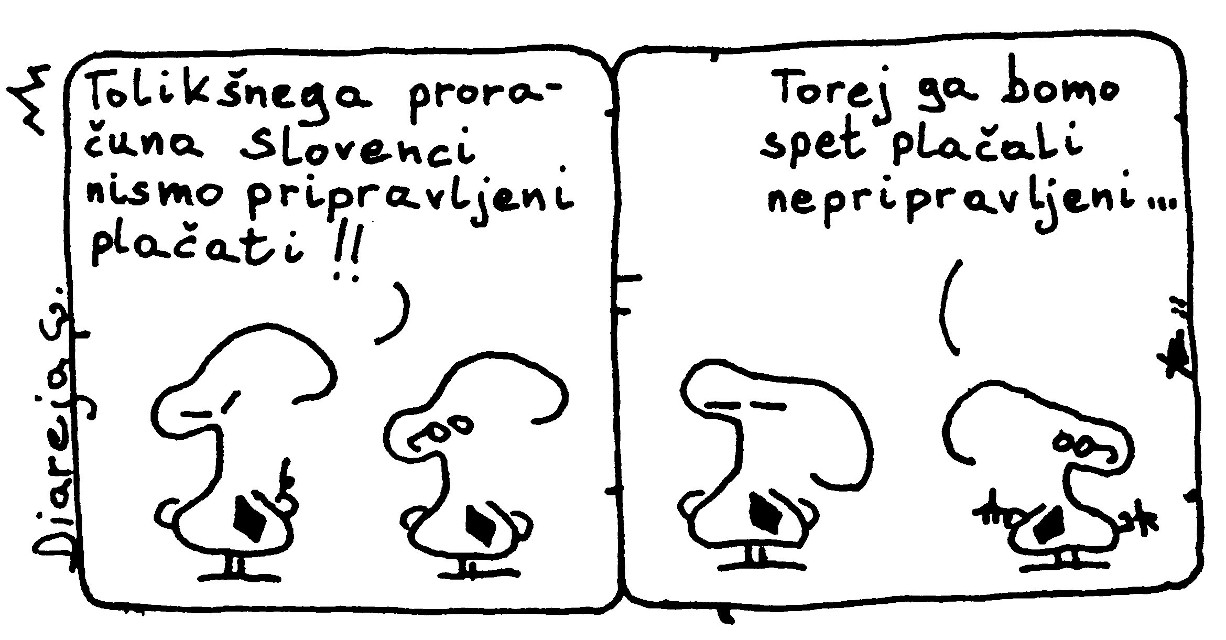 Tolikšnega prora-
čuna Slovenci
nismo pripravljeni
plačati !!
Torej ga bomo
spet plačali
nepripravljeni...
Diareja